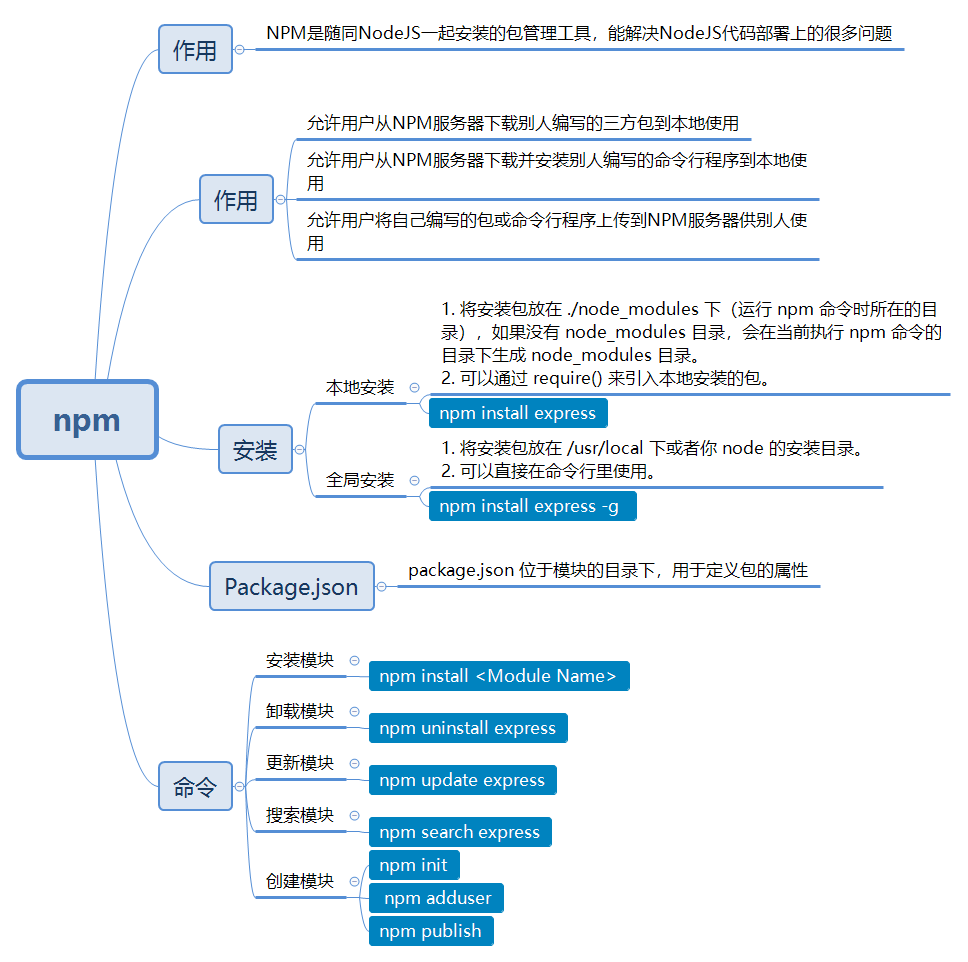 npm
作用
NPM是随同NodeJS一起安装的包管理工具，能解决NodeJS代码部署上的很多问题
作用
允许用户从NPM服务器下载别人编写的三方包到本地使用
允许用户从NPM服务器下载并安装别人编写的命令行程序到本地使
用
允许用户将自己编写的包或命令行程序上传到NPM服务器供别人使
用
安装
本地安装
1. 将安装包放在 ./node_modules 下（运行 npm 命令时所在的目
录），如果没有 node_modules 目录，会在当前执行 npm 命令的
目录下生成 node_modules 目录。
2. 可以通过 require() 来引入本地安装的包。
npm install express
全局安装
1. 将安装包放在 /usr/local 下或者你 node 的安装目录。
2. 可以直接在命令行里使用。
npm install express -g
Package.json
package.json 位于模块的目录下，用于定义包的属性
命令
安装模块
npm install <Module Name>
卸载模块
npm uninstall express
更新模块
npm update express
搜索模块
npm search express
创建模块
npm init
npm adduser
npm publish